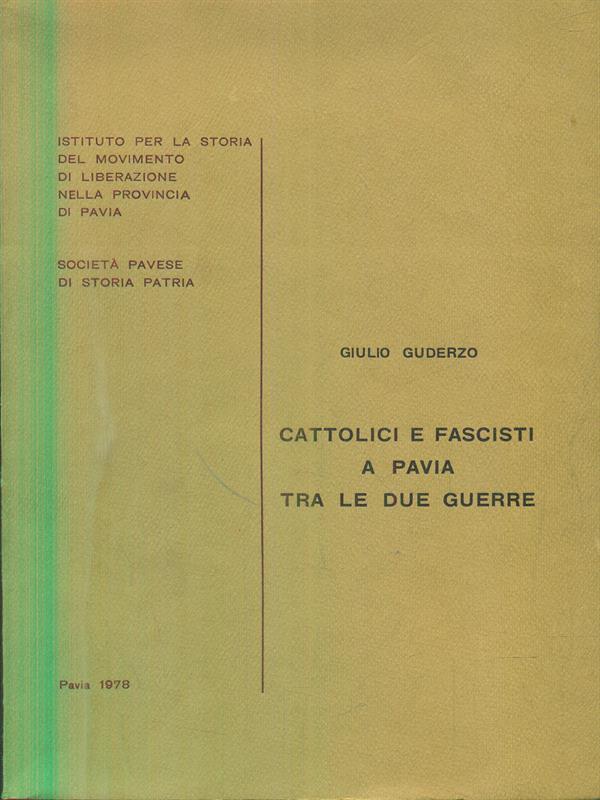 ISTITUTO PER LA STORIA
DEL MOVIMENTO
DI LIBERAZIONE
NELLA PROVINCIA
DI PAVIA
SOCIETÀ PAVESE
DI STORIA PATRIA
GIULIO GUDERZO
CATTOLICI E FASCISTI
A PAVIA
TRA LE DUE GUERRE
Pavia 1978